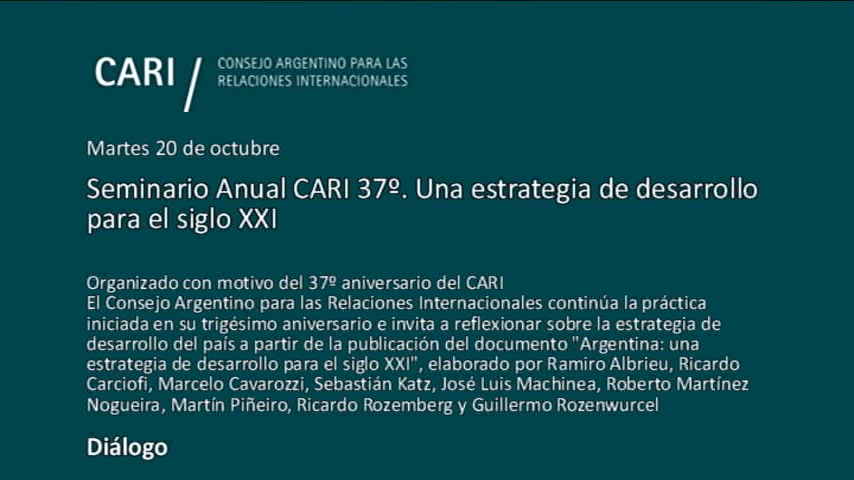 CARI / CONSEJO ARGENTINO PARA LAS
RELACIONES INTERNACIONALES
Martes 20 de octubre
Seminario Anual CARI 37º. Una estrategia de desarrollo
para el siglo XXI
Organizado con motivo del 37º aniversario del CARI
El Consejo Argentino para las Relaciones Internacionales continúa la práctica
iniciada en su trigésimo aniversario e invita a reflexionar sobre la estrategia de
desarrollo del país a partir de la publicación del documento "Argentina: una
estrategia de desarrollo para el siglo XXI", elaborado por Ramiro Albrieu, Ricardo
Carciofi, Marcelo Cavarozzi, Sebastián Katz, José Luis Machinea, Roberto Martínez
Nogueira, Martín Piñeiro, Ricardo Rozemberg y Guillermo Rozenwurcel
Diálogo